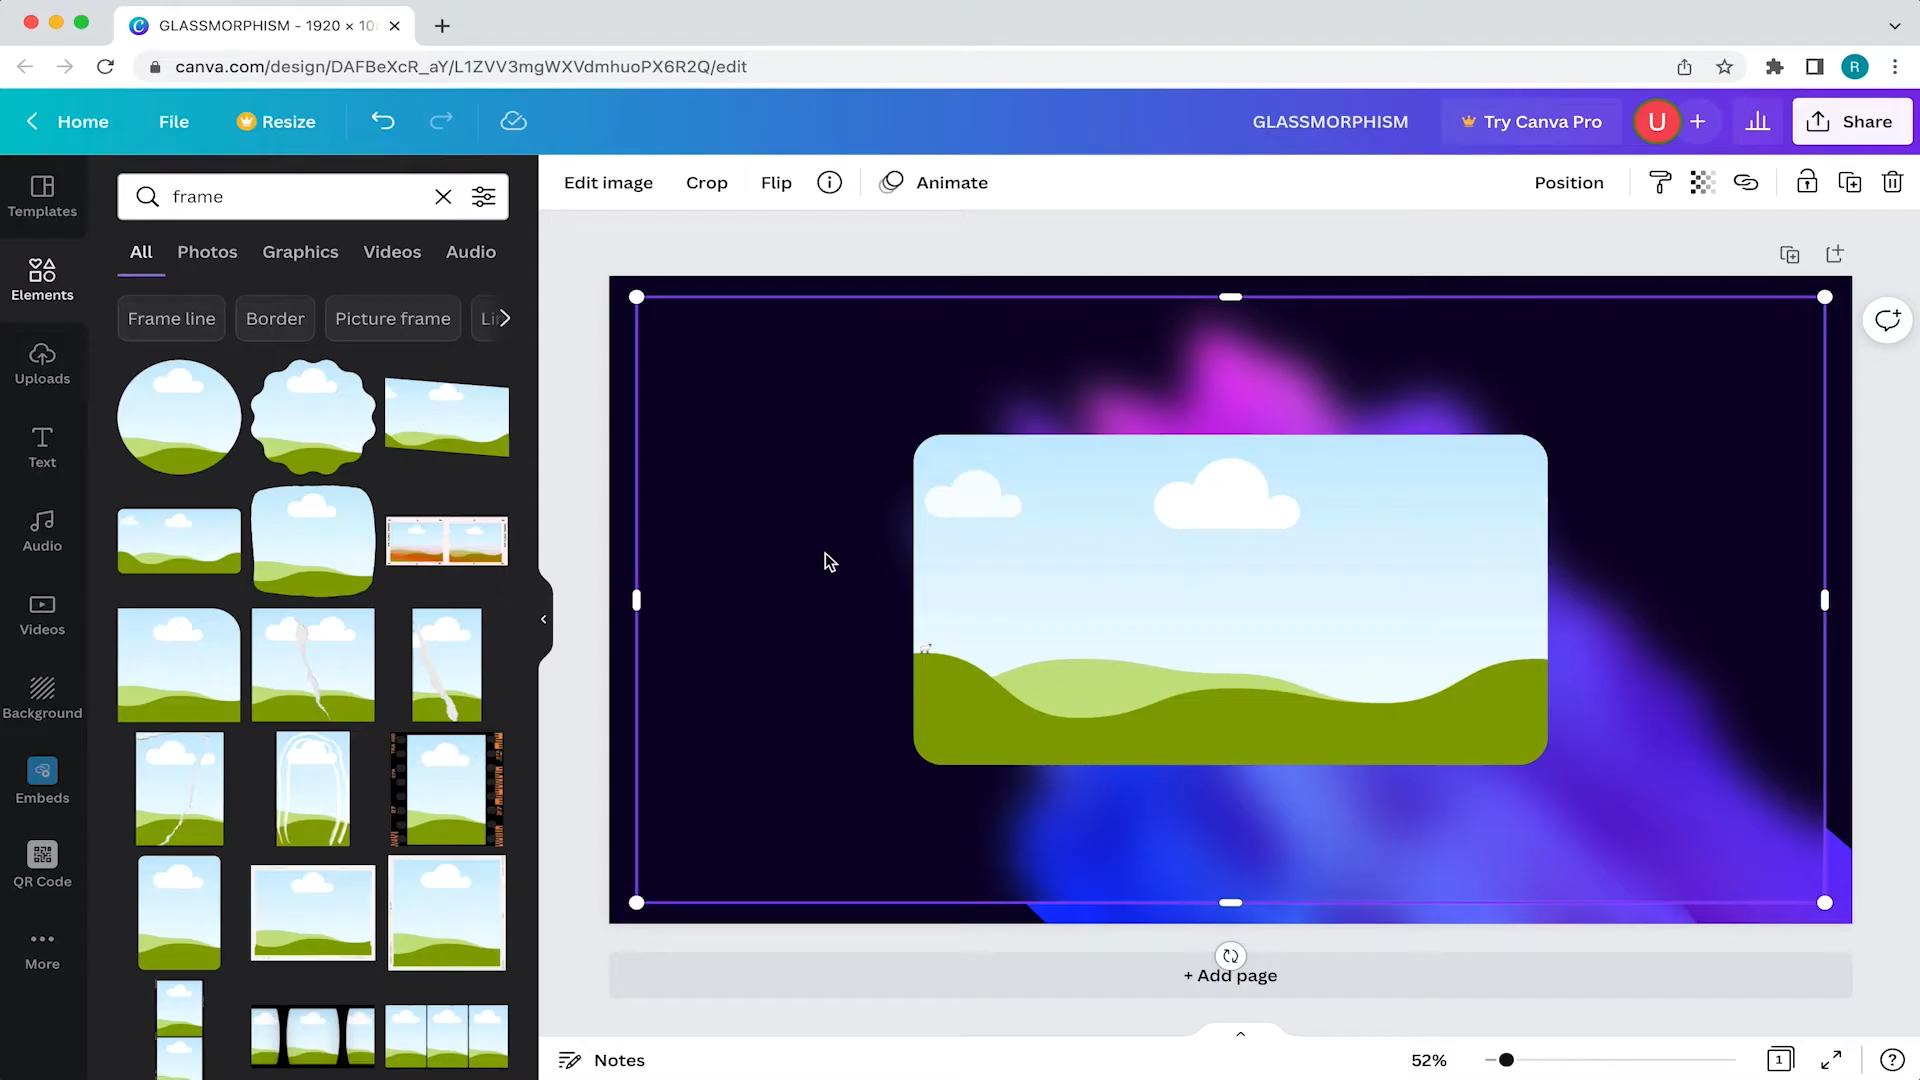 GLASSMORPHISM - 1920 × 10
canva.com/design/DAFBeXcR_aY/L1ZVV3mgWXVdmhuoPX6R2Q/edit
R
Home
File
Resize
GLASSMORPHISM
Try Canva Pro
U
Share
Templates
Elements
Uploads
Text
Audio
Videos
Background
Embeds
QR Code
More
frame
All
Photos
Graphics
Videos
Audio
Frame line
Border
Picture frame
Edit image
Crop
Flip
Animate
Position
+ Add page
Notes
52%
1